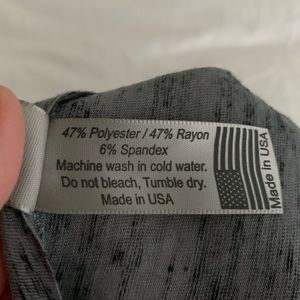 47% Polyester / 47% Rayon
6% Spandex
Machine wash in cold water.
Do not bleach, Tumble dry.
Made in USA
Made in USA